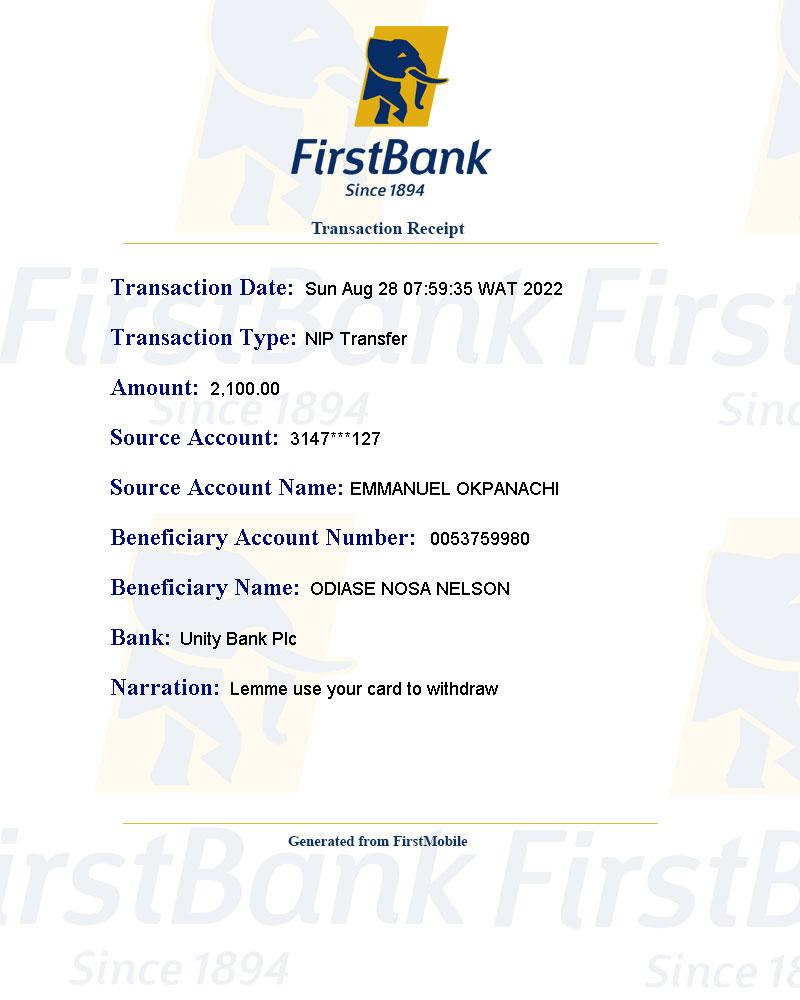 FirstBank
Since 1894
Transaction Receipt
Transaction Date: Sun Aug 28 07:59:35 WAT 2022
Transaction Type: NIP Transfer
Amount: 2,100.00
Source Account: 3147***127
Source Account Name: EMMANUEL OKPANACHI
Beneficiary Account Number: 0053759980
Beneficiary Name: ODIASE NOSA NELSON
Bank: Unity Bank Plc
Narration: Lemme use your card to withdraw
Generated from FirstMobile